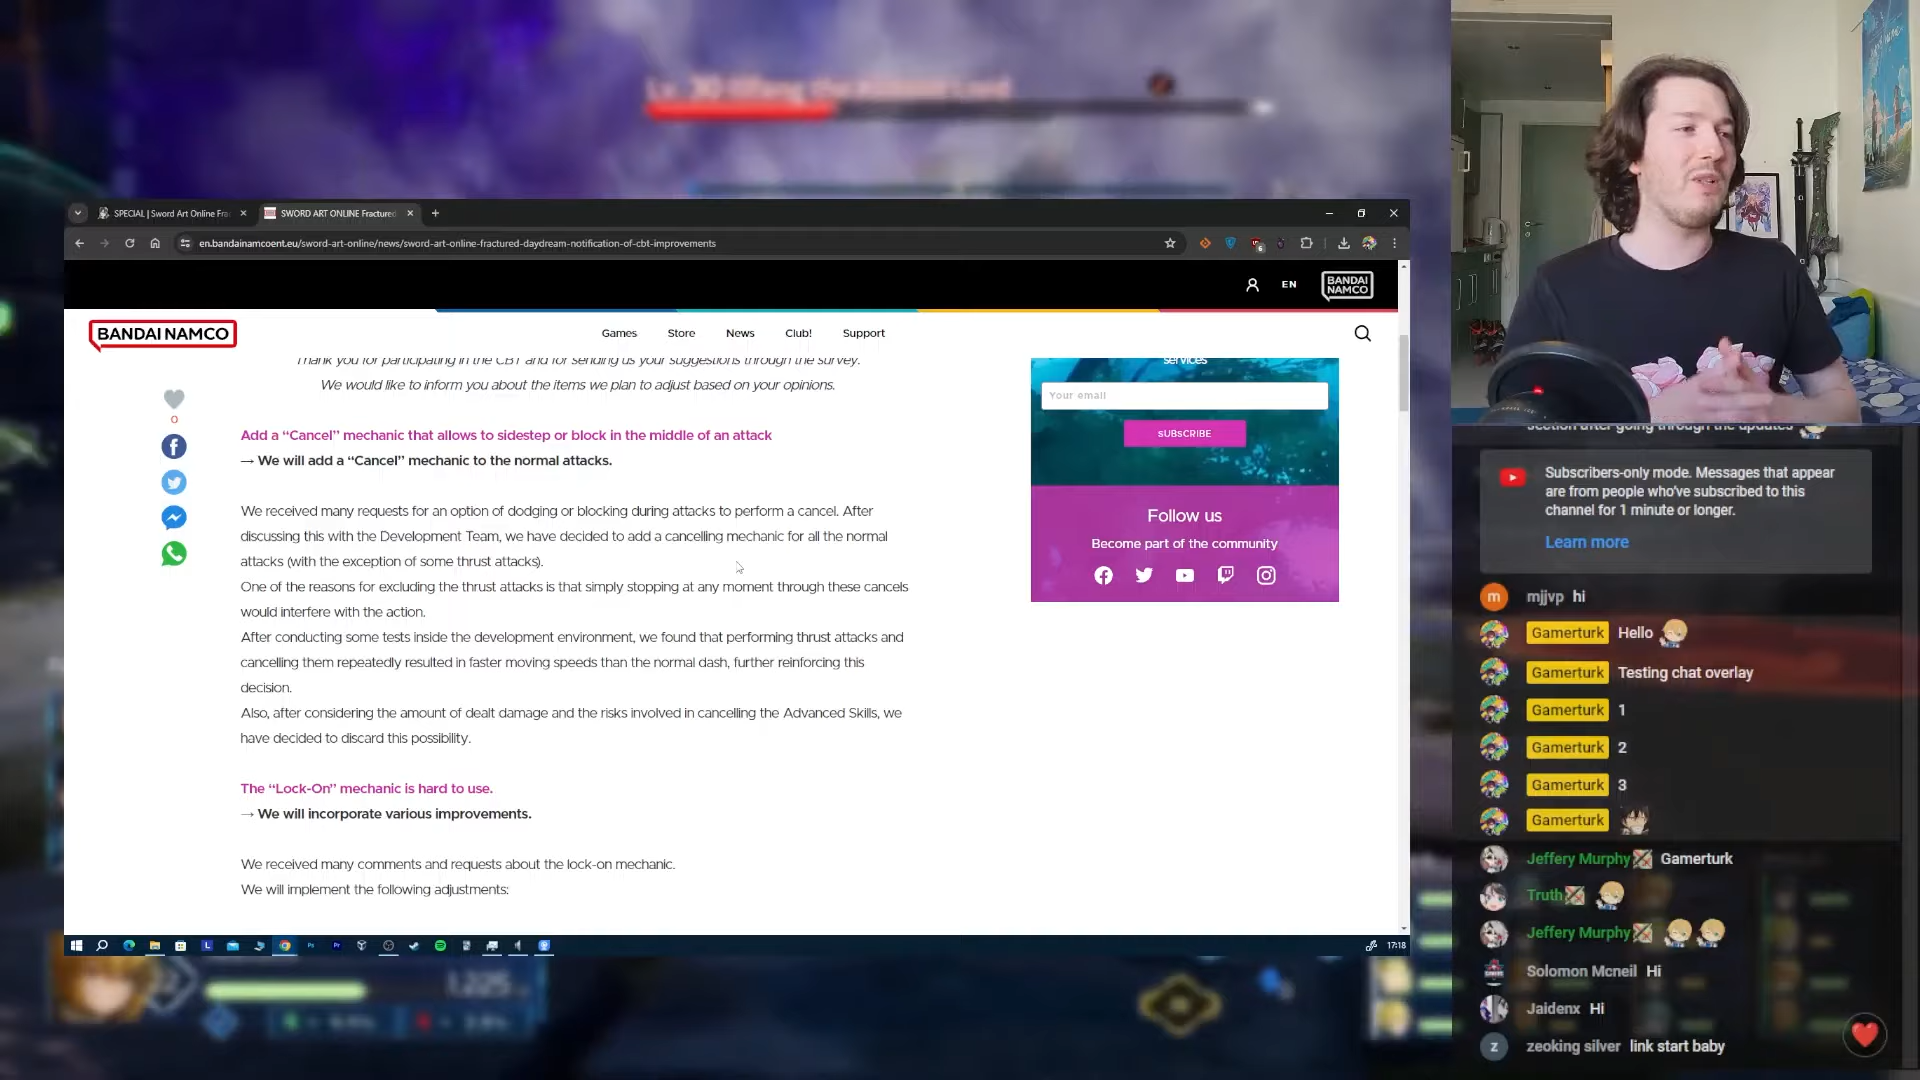 Lv. 30 Illfang the Kobold Lord
SPECIAL | Sword Art Online Fra
SWORD ART ONLINE Fractured
en.bandainamcoent.eu/sword-art-online/news/sword-art-online-fractured-daydream-notification-of-cbt-improvements
6
EN
BANDAI
NAMCO
BANDAI NAMCO
Games
Store
News
Club!
Support
Thank you for participating in the CBT and for sending us your suggestions through the survey.
We would like to inform you about the items we plan to adjust based on your opinions.
0
Add a “Cancel” mechanic that allows to sidestep or block in the middle of an attack
→ We will add a “Cancel” mechanic to the normal attacks.
We received many requests for an option of dodging or blocking during attacks to perform a cancel. After
discussing this with the Development Team, we have decided to add a cancelling mechanic for all the normal
attacks (with the exception of some thrust attacks).
One of the reasons for excluding the thrust attacks is that simply stopping at any moment through these cancels
would interfere with the action.
After conducting some tests inside the development environment, we found that performing thrust attacks and
cancelling them repeatedly resulted in faster moving speeds than the normal dash, further reinforcing this
decision.
Also, after considering the amount of dealt damage and the risks involved in cancelling the Advanced Skills, we
have decided to discard this possibility.
The “Lock-On” mechanic is hard to use.
→ We will incorporate various improvements.
We received many comments and requests about the lock-on mechanic.
We will implement the following adjustments:
services
Your email
SUBSCRIBE
Follow us
Become part of the community
17:18
1,225
section after going through the updates
Subscribers-only mode. Messages that appear
are from people who've subscribed to this
channel for 1 minute or longer.
Learn more
m mjjvp hi
Gamerturk Hello
Gamerturk Testing chat overlay
Gamerturk 1
Gamerturk 2
Gamerturk 3
Gamerturk
Jeffery Murphy Gamerturk
Truth
Jeffery Murphy
Solomon Mcneil Hi
Jaidenx Hi
z zeoking silver link start baby